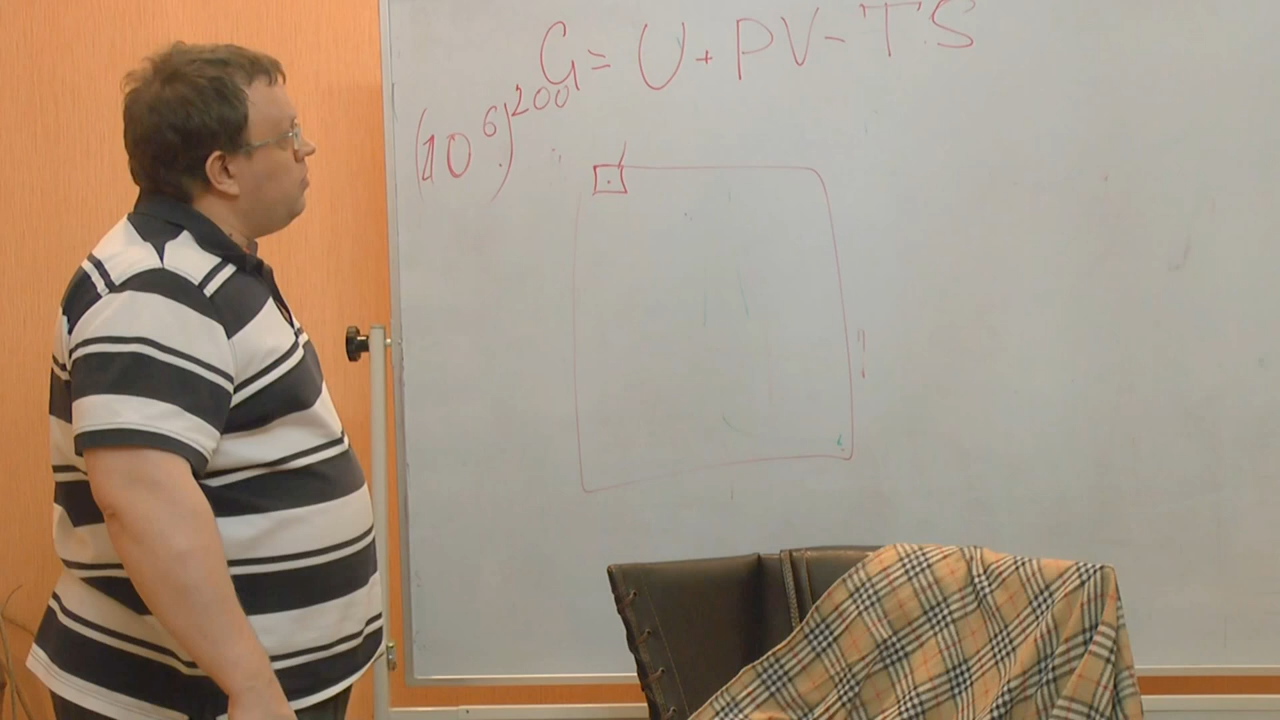 G = U + PV - TS
(10⁶)²⁰⁰